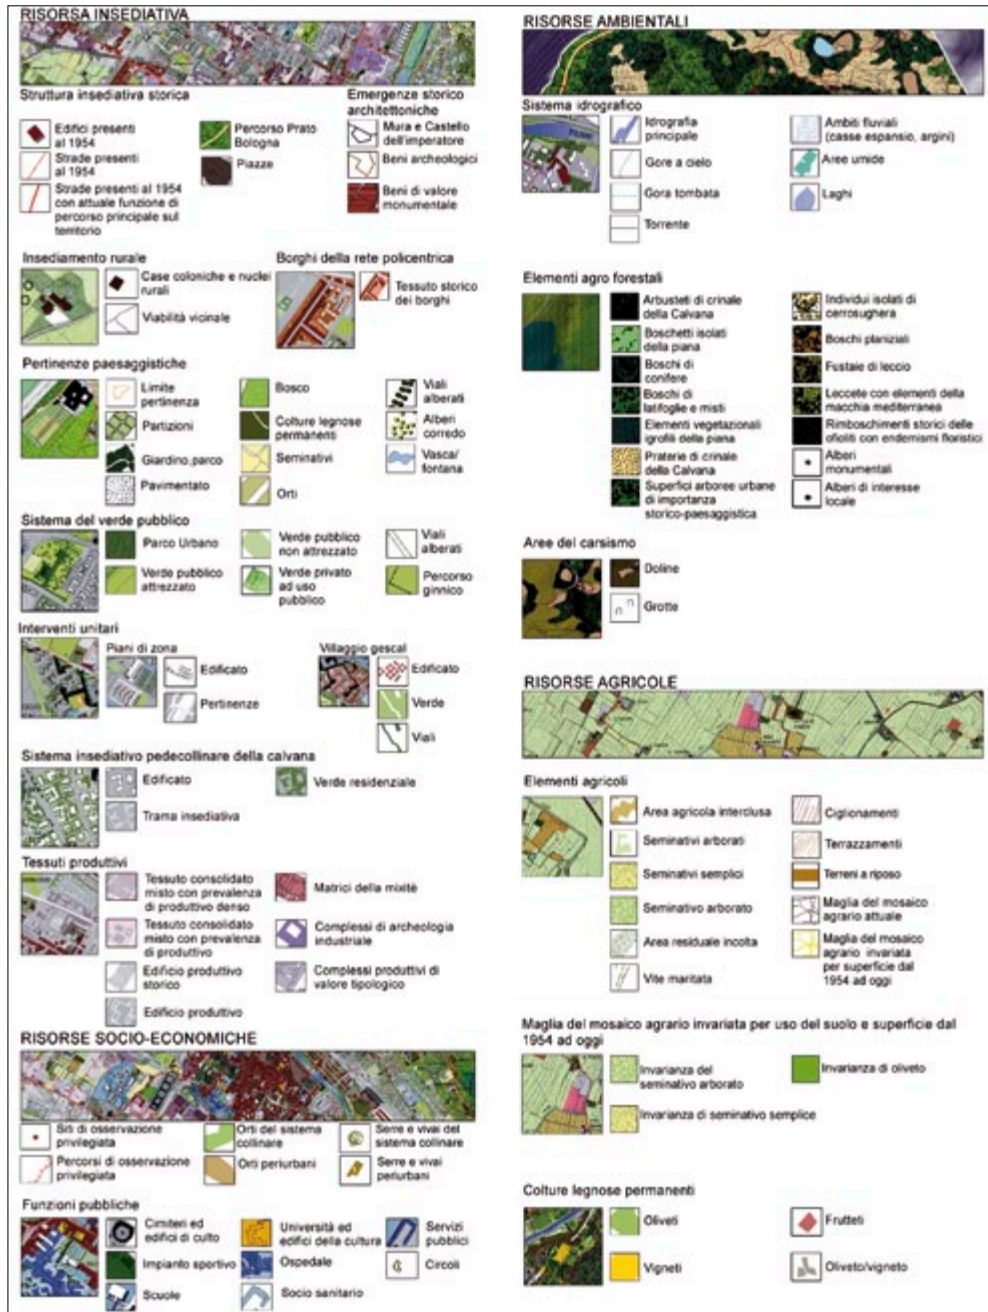 RISORSA INSEDIATIVA
Struttura insediativa storica
Edifici presenti
al 1954
Strade presenti
al 1954
Strade presenti al 1954
con attuale funzione di
percorso principale sul
territorio
Percorso Prato
Bologna
Piazze
Emergenze storico
architettoniche
Mura e Castello
dell'imperatore
Beni archeologici
Beni di valore
monumentale
Insediamento rurale
Case coloniche e nuclei
rurali
Viabilità vicinale
Borghi della rete policentrica
Tessuto storico
dei borghi
Pertinenze paesaggistiche
Limite
pertinenza
Partizioni
Giardino,parco
Pavimentato
Bosco
Colture legnose
permanenti
Seminativi
Orti
Viali
alberati
Alberi
corredo
Vasca/
fontana
Sistema del verde pubblico
Parco Urbano
Verde pubblico
attrezzato
Verde pubblico
non attrezzato
Verde privato
ad uso
pubblico
Viali
alberati
Percorso
ginnico
Interventi unitari
Piani di zona
Edificato
Pertinenze
Villaggio gescal
Edificato
Verde
Viali
Sistema insediativo pedecollinare della calvana
Edificato
Trama insediativa
Verde residenziale
Tessuti produttivi
Tessuto consolidato
misto con prevalenza
di produttivo denso
Tessuto consolidato
misto con prevalenza
di produttivo
Edificio produttivo
storico
Edificio produttivo
Matrici della mixitè
Complessi di archeologia
industriale
Complessi produttivi di
valore tipologico
RISORSE SOCIO-ECONOMICHE
Siti di osservazione
privilegiata
Percorsi di osservazione
privilegiata
Orti del sistema
collinare
Orti periurbani
Serre e vivai del
sistema collinare
Serre e vivai
periurbani
Funzioni pubbliche
Cimiteri ed
edifici di culto
Impianto sportivo
Scuole
Università ed
edifici della cultura
Ospedale
Socio sanitario
Servizi
pubblici
Circoli
RISORSE AMBIENTALI
Sistema idrografico
FIUME
Idrografia
principale
Gore a cielo
Gora tombata
Torrente
Ambiti fluviali
(casse espansio, argini)
Aree umide
Laghi
Elementi agro forestali
Arbusteti di crinale
della Calvana
Boschetti isolati
della piana
Boschi di
conifere
Boschi di
latifoglie e misti
Elementi vegetazionali
igrofili della piana
Praterie di crinale
della Calvana
Superfici arboree urbane
di importanza
storico-paesaggistica
Individui isolati di
cerrosughera
Boschi planiziali
Fustaie di leccio
Leccete con elementi della
macchia mediterranea
Rimboschimenti storici delle
ofioliti con endemismi floristici
Alberi
monumentali
Alberi di interesse
locale
Aree del carsismo
Doline
Grotte
RISORSE AGRICOLE
Elementi agricoli
Area agricola interclusa
Seminativi arborati
Seminativi semplici
Seminativo arborato
Area residuale incolta
Vite maritata
Ciglionamenti
Terrazzamenti
Terreni a riposo
Maglia del mosaico
agrario attuale
Maglia del mosaico
agrario invariata
per superficie dal
1954 ad oggi
Maglia del mosaico agrario invariata per uso del suolo e superficie dal
1954 ad oggi
Invarianza del
seminativo arborato
Invarianza di seminativo semplice
Invarianza di oliveto
Colture legnose permanenti
Oliveti
Vigneti
Frutteti
Oliveto/vigneto